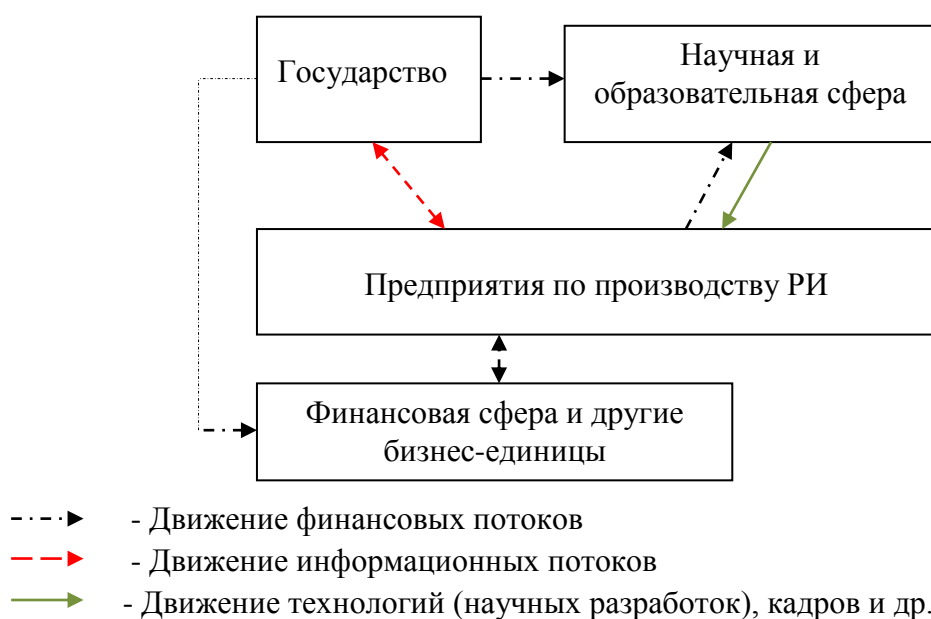 Государство
Научная и
образовательная сфера
Предприятия по производству РИ
Финансовая сфера и другие
бизнес-единицы
- Движение финансовых потоков
- Движение информационных потоков
- Движение технологий (научных разработок), кадров и др.